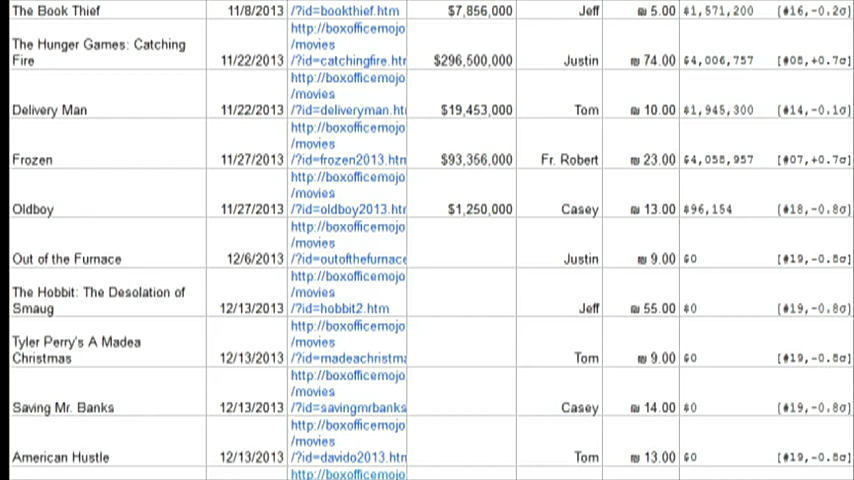 The Book Thief 11/8/2013 /?id=bookthief.htm $7,856,000 Jeff ₪ 5.00 $1,571,200 [#16,-0.2σ]
http://boxofficemojo
The Hunger Games: Catching /movies
Fire 11/22/2013 /?id=catchingfire.htr $296,500,000 Justin ₪ 74.00 $4,006,757 [#08,+0.7σ]
http://boxofficemojo
/movies
Delivery Man 11/22/2013 /?id=deliveryman.ht $19,453,000 Tom ₪ 10.00 $1,945,300 [#14,-0.1σ]
http://boxofficemojo
/movies
Frozen 11/27/2013 /?id=frozen2013.htn $93,356,000 Fr. Robert ₪ 23.00 $4,058,957 [#07,+0.7σ]
http://boxofficemojo
/movies
Oldboy 11/27/2013 /?id=oldboy2013.htr $1,250,000 Casey ₪ 13.00 $96,154 [#18,-0.8σ]
http://boxofficemojo
/movies
Out of the Furnace 12/6/2013 /?id=outofthefurnace Justin ₪ 9.00 $0 [#19,-0.8σ]
http://boxofficemojo
The Hobbit: The Desolation of /movies
Smaug 12/13/2013 /?id=hobbit2.htm Jeff ₪ 55.00 $0 [#19,-0.8σ]
http://boxofficemojo
Tyler Perry's A Madea /movies
Christmas 12/13/2013 /?id=madeachristma Tom ₪ 9.00 $0 [#19,-0.8σ]
http://boxofficemojo
/movies
Saving Mr. Banks 12/13/2013 /?id=savingmrbanks Casey ₪ 14.00 $0 [#19,-0.8σ]
http://boxofficemojo
/movies
American Hustle 12/13/2013 /?id=davido2013.htn Tom ₪ 13.00 $0 [#19,-0.8σ]
http://boxofficemojo